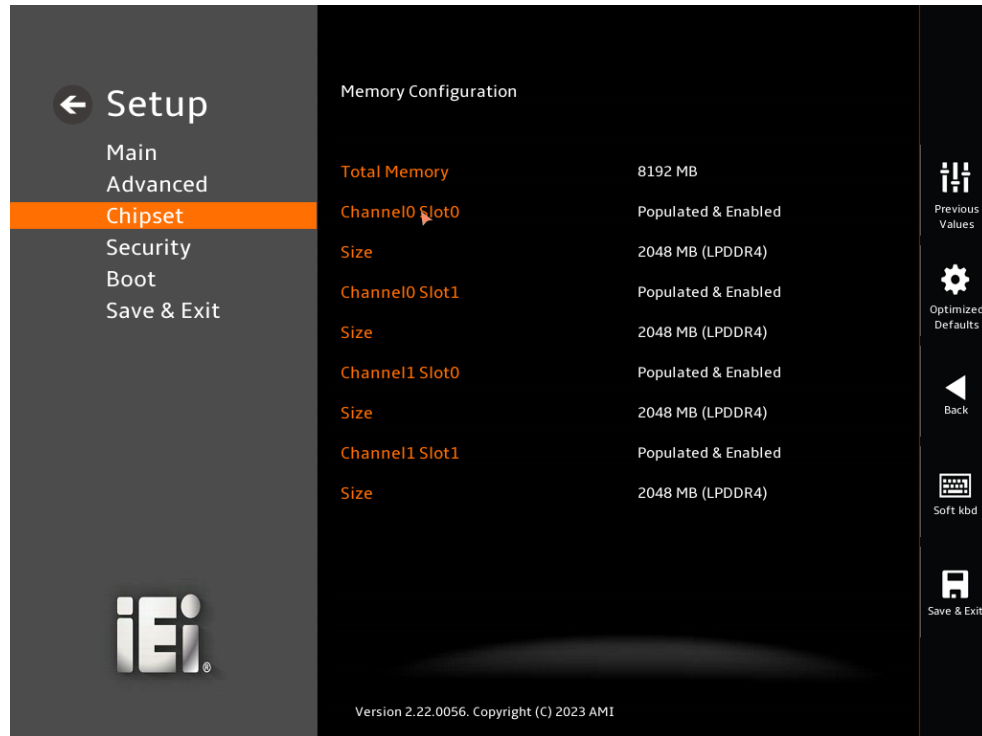 Setup
Main
Advanced
Chipset
Security
Boot
Save & Exit
iEi®
Memory Configuration
Total Memory 8192 MB
Channel0 Slot0 Populated & Enabled
Size 2048 MB (LPDDR4)
Channel0 Slot1 Populated & Enabled
Size 2048 MB (LPDDR4)
Channel1 Slot0 Populated & Enabled
Size 2048 MB (LPDDR4)
Channel1 Slot1 Populated & Enabled
Size 2048 MB (LPDDR4)
Version 2.22.0056. Copyright (C) 2023 AMI
Previous
Values
Optimized
Defaults
Back
Soft kbd
Save & Exit